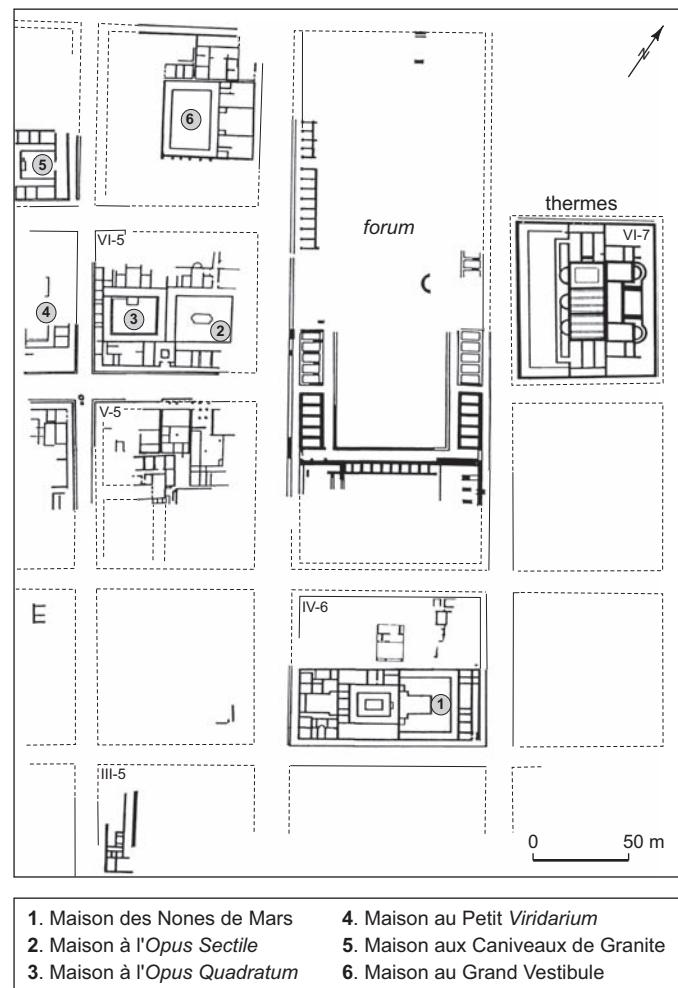 N
6
5
thermes
forum
VI-5
VI-7
4
3
2
V-5
IV-6
1
III-5
0 50 m
1. Maison des Nones de Mars
2. Maison à l'Opus Sectile
3. Maison à l'Opus Quadratum
4. Maison au Petit Viridarium
5. Maison aux Caniveaux de Granite
6. Maison au Grand Vestibule